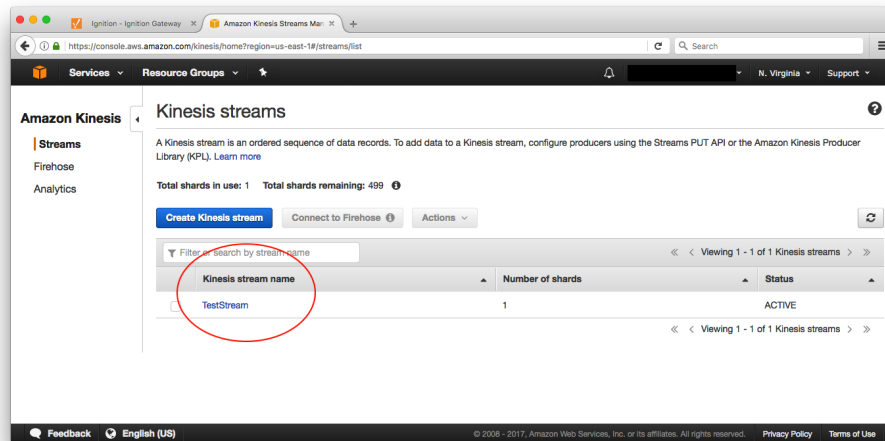 Ignition - Ignition Gateway
Amazon Kinesis Streams Man
https://console.aws.amazon.com/kinesis/home?region=us-east-1#/streams/list
Search
Services
Resource Groups
N. Virginia
Support
Amazon Kinesis
Streams
Firehose
Analytics
Kinesis streams
A Kinesis stream is an ordered sequence of data records. To add data to a Kinesis stream, configure producers using the Streams PUT API or the Amazon Kinesis Producer
Library (KPL). Learn more
Total shards in use: 1 Total shards remaining: 499
Create Kinesis stream Connect to Firehose Actions
Filter or search by stream name
Viewing 1 - 1 of 1 Kinesis streams
Kinesis stream name Number of shards Status
TestStream 1 ACTIVE
Viewing 1 - 1 of 1 Kinesis streams
Feedback English (US) © 2008 - 2017, Amazon Web Services, Inc. or its affiliates. All rights reserved. Privacy Policy Terms of Use